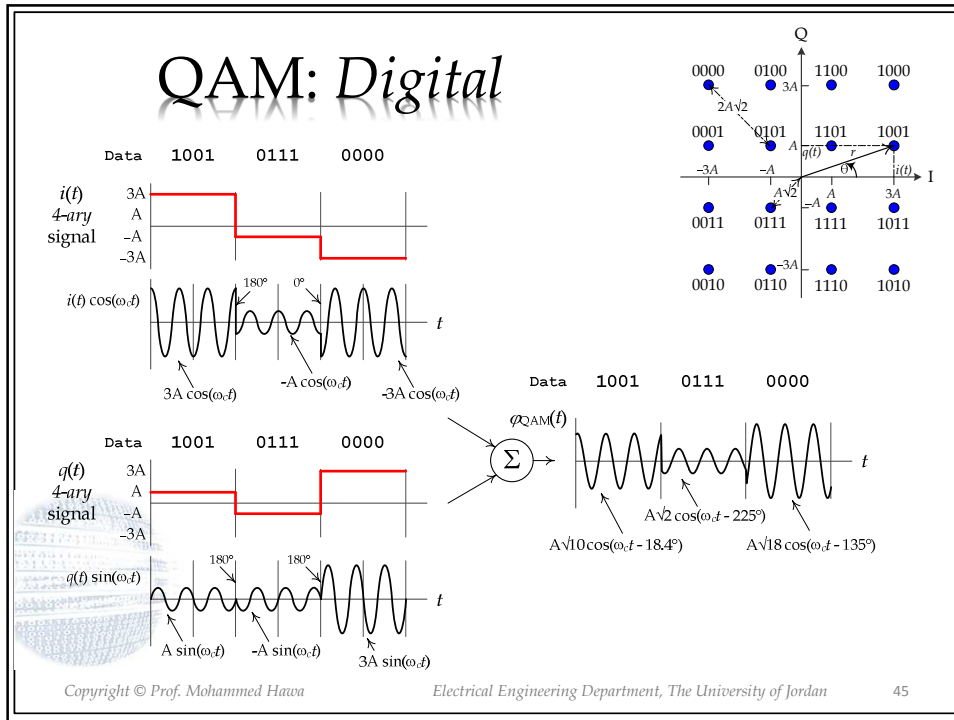 QAM: Digital
Data 1001 0111 0000
i(t)
4-ary
signal
3A
A
–A
–3A
i(t) cos(ωct)
180°
0°
t
3A cos(ωct)
-A cos(ωct)
-3A cos(ωct)
Data 1001 0111 0000
q(t)
4-ary
signal
3A
A
–A
–3A
q(t) sin(ωct)
180°
180°
t
A sin(ωct)
-A sin(ωct)
3A sin(ωct)
Q
0000 0100 1100 1000
3A
2A√2
0001 0101 1101 1001
A
q(t)
r
–3A
–A
θ
i(t)
I
A√2
–A
A
3A
0011 0111 1111 1011
–3A
0010 0110 1110 1010
Data 1001 0111 0000
φQAM(t)
Σ
t
A√2 cos(ωct - 225°)
A√10 cos(ωct - 18.4°)
A√18 cos(ωct - 135°)
Copyright © Prof. Mohammed Hawa
Electrical Engineering Department, The University of Jordan
45